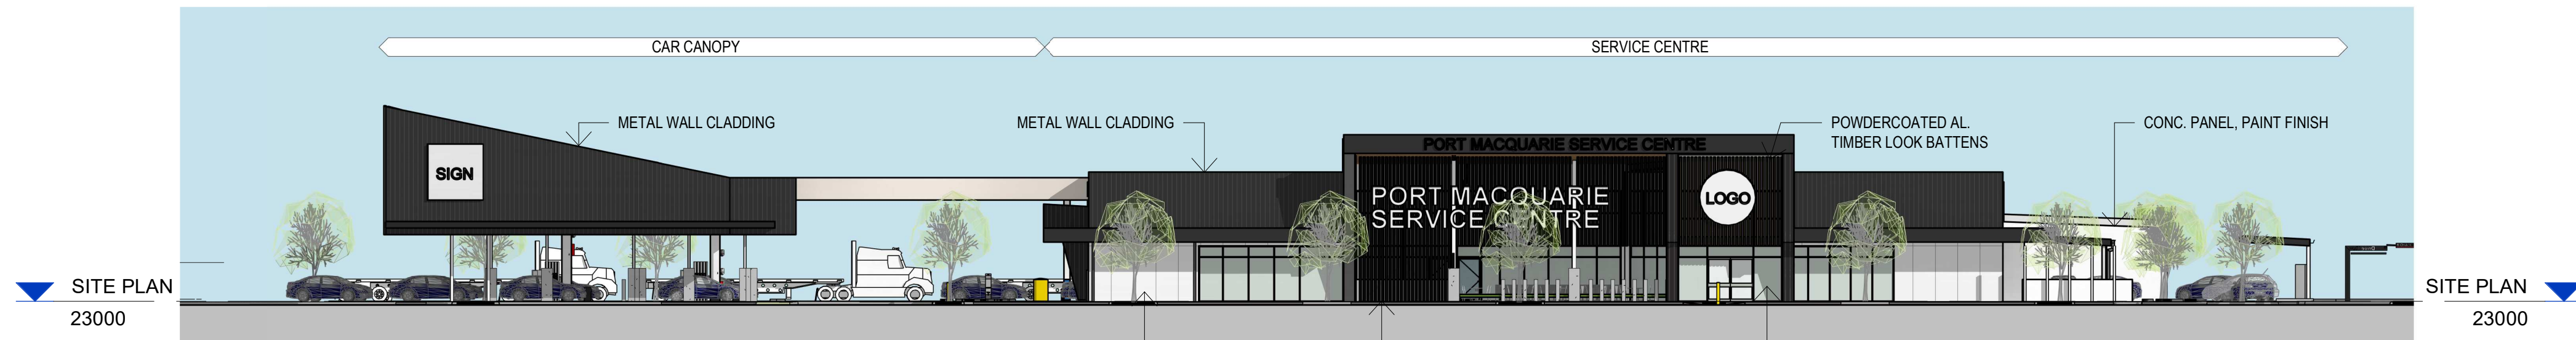 CAR CANOPY
SERVICE CENTRE
METAL WALL CLADDING
METAL WALL CLADDING
POWDERCOATED AL.
TIMBER LOOK BATTENS
CONC. PANEL, PAINT FINISH
PORT MACQUARIE SERVICE CENTRE
SIGN
PORT MACQUARIE
SERVICE CENTRE
LOGO
SITE PLAN
23000
SITE PLAN
23000